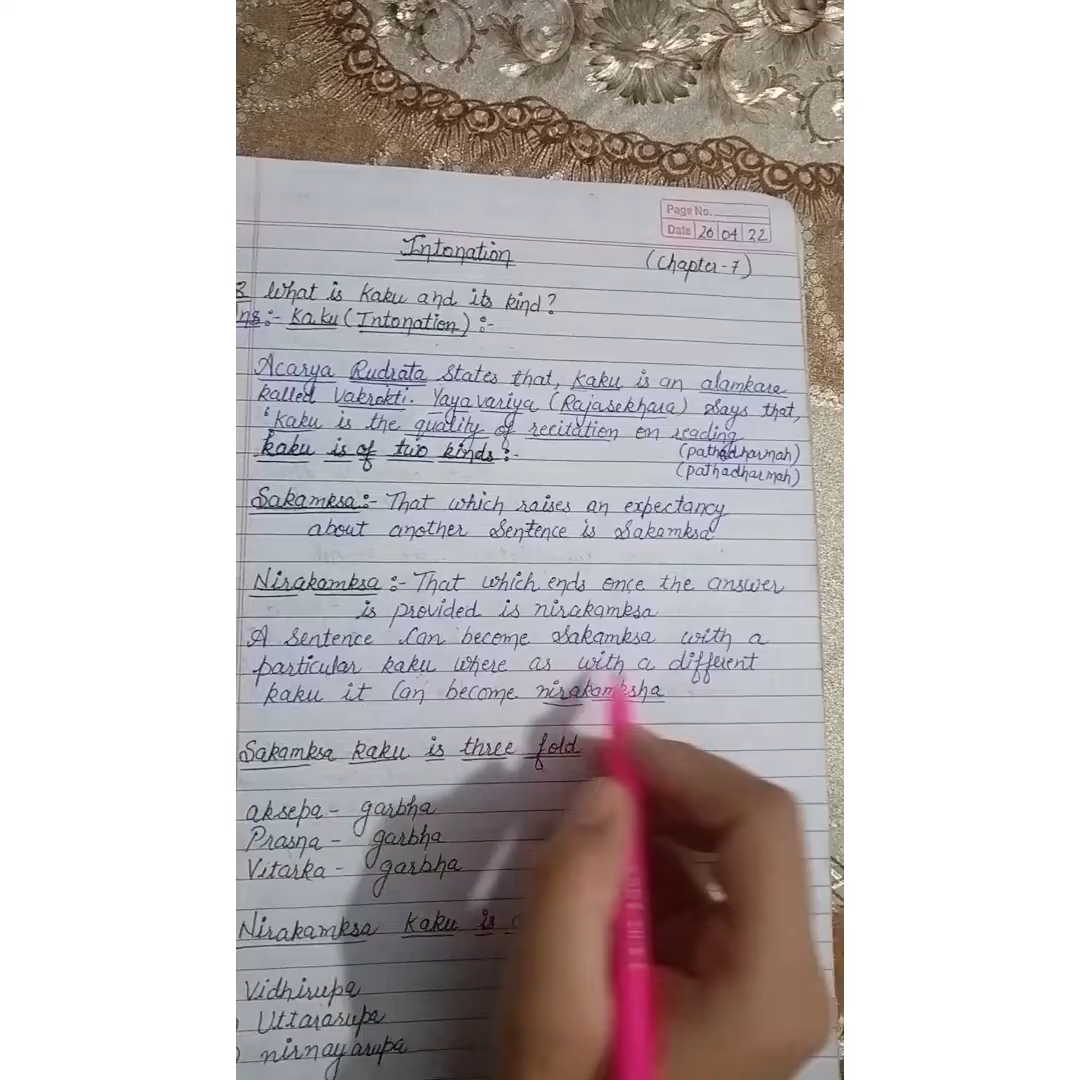 Page No.
Date 26 04 22
Intonation
(Chapter-7)
What is Kaku and its kind?
ns:- Kaku (Intonation) :-
Acarya Rudrata states that, kaku is an alamkare
kalled Vakrokti. Yayavariya (Rajasekhara) says that,
'kaku is the quality of recitation on reading
(pathadharmah)
kaku is of two kinds:-
(pathadharmah)
Sakamksa:- That which raises an expectancy
about another sentence is sakamksa
Nirakamksa :- That which ends once the answer
is provided is nirakamksa
A sentence can become sakamksa with a
particular kaku where as with a different
kaku it can become nirakamksha
Sakamksa kaku is three fold
aksepa - garbha
Prasna - garbha
Vitarka - garbha
Nirakamksa Kaku is
Vidhirupa
Uttararupa
nirnayarupa